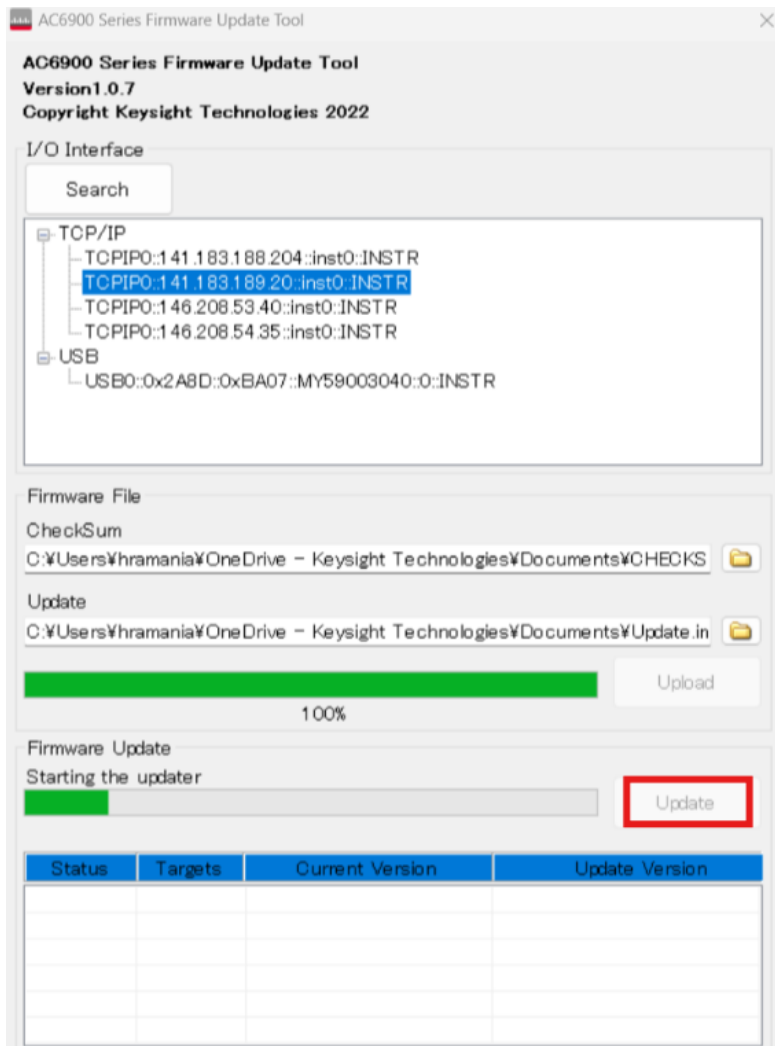 AC6900 Series Firmware Update Tool
AC6900 Series Firmware Update Tool
Version1.0.7
Copyright Keysight Technologies 2022
I/O Interface
Search
TCP/IP
TCPIP0::141.183.188.204::inst0::INSTR
TCPIP0::141.183.189.20::inst0::INSTR
TCPIP0::146.208.53.40::inst0::INSTR
TCPIP0::146.208.54.35::inst0::INSTR
USB
USB0::0x2A8D::0xBA07::MY59003040::0::INSTR
Firmware File
CheckSum
C:¥Users¥hramania¥OneDrive - Keysight Technologies¥Documents¥CHECKS
Update
C:¥Users¥hramania¥OneDrive - Keysight Technologies¥Documents¥Update.in
Upload
100%
Firmware Update
Starting the updater
Update
Status Targets Current Version Update Version